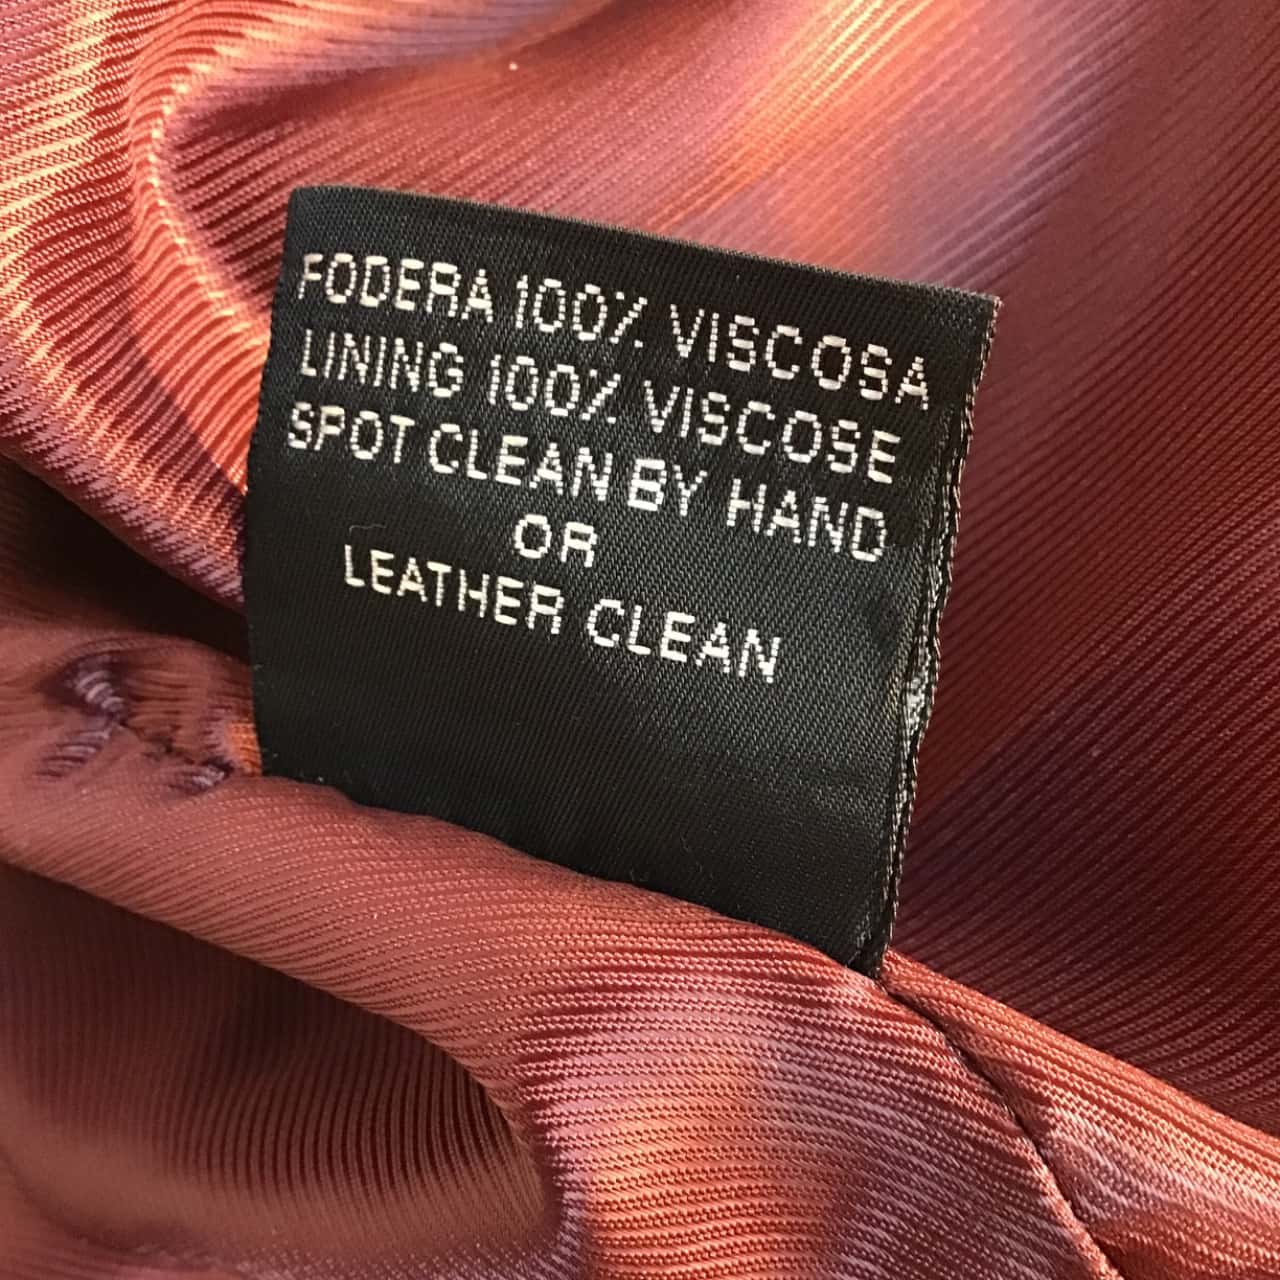 FODERA 100% VISCOSA
LINING 100% VISCOSE
SPOT CLEAN BY HAND
OR
LEATHER CLEAN